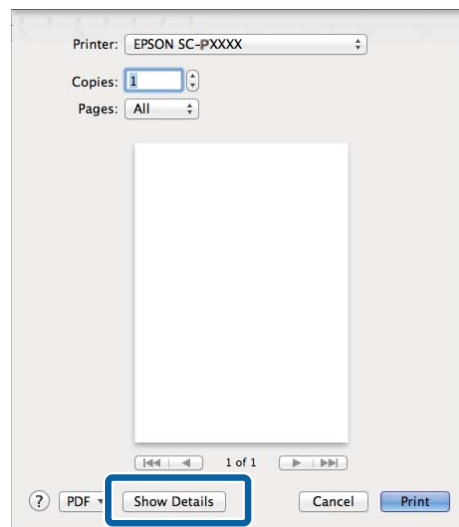 Printer: EPSON SC-PXXXX
Copies: 1
Pages: All
1 of 1
? PDF Show Details Cancel Print